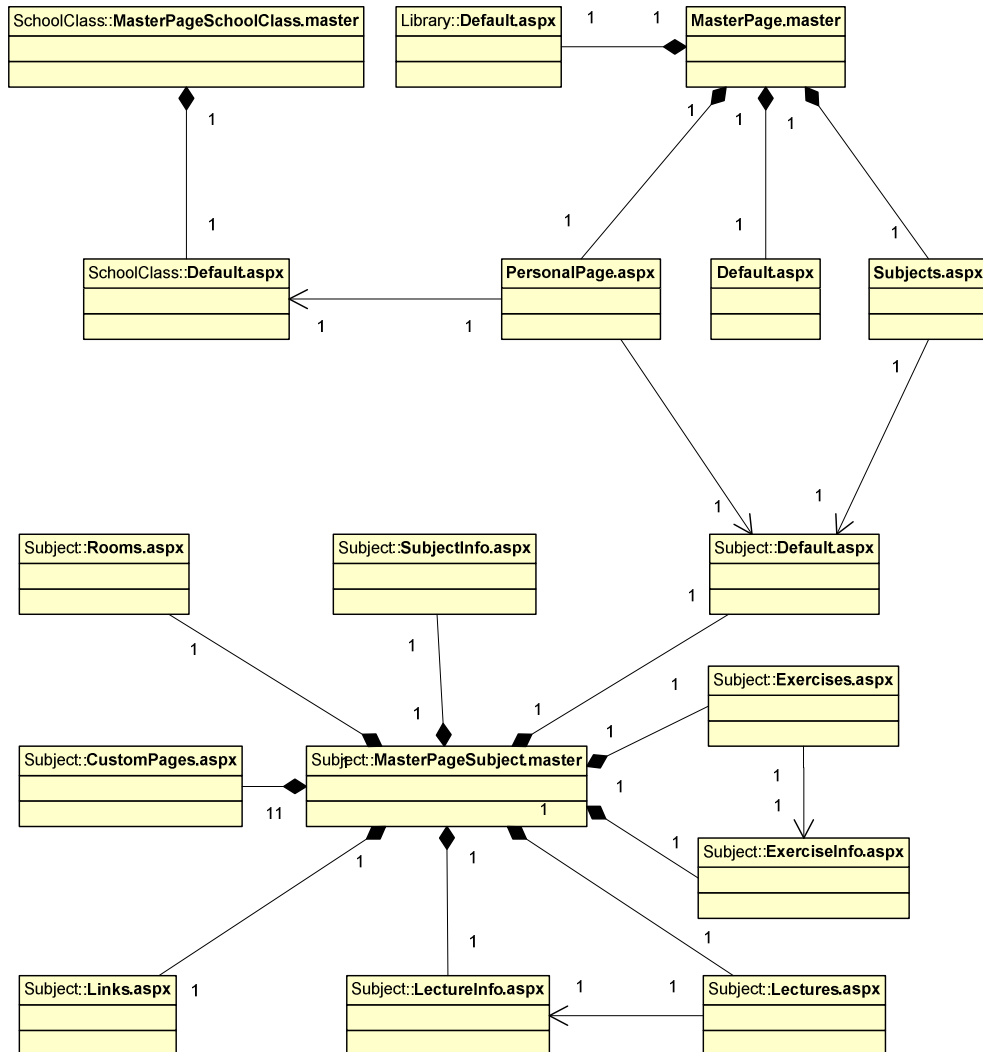 SchoolClass::MasterPageSchoolClass.master
Library::Default.aspx
1
1
MasterPage.master
1
1
1
1
1
1
1
1
SchoolClass::Default.aspx
PersonalPage.aspx
Default.aspx
Subjects.aspx
1
1
1
1
1
Subject::Rooms.aspx
Subject::SubjectInfo.aspx
Subject::Default.aspx
1
1
1
1
1
1
Subject::Exercises.aspx
1
Subject::CustomPages.aspx
Subject::MasterPageSubject.master
1
1
1
11
1
1
1
Subject::ExerciseInfo.aspx
1
1
1
1
1
1
1
Subject::Links.aspx
Subject::LectureInfo.aspx
Subject::Lectures.aspx